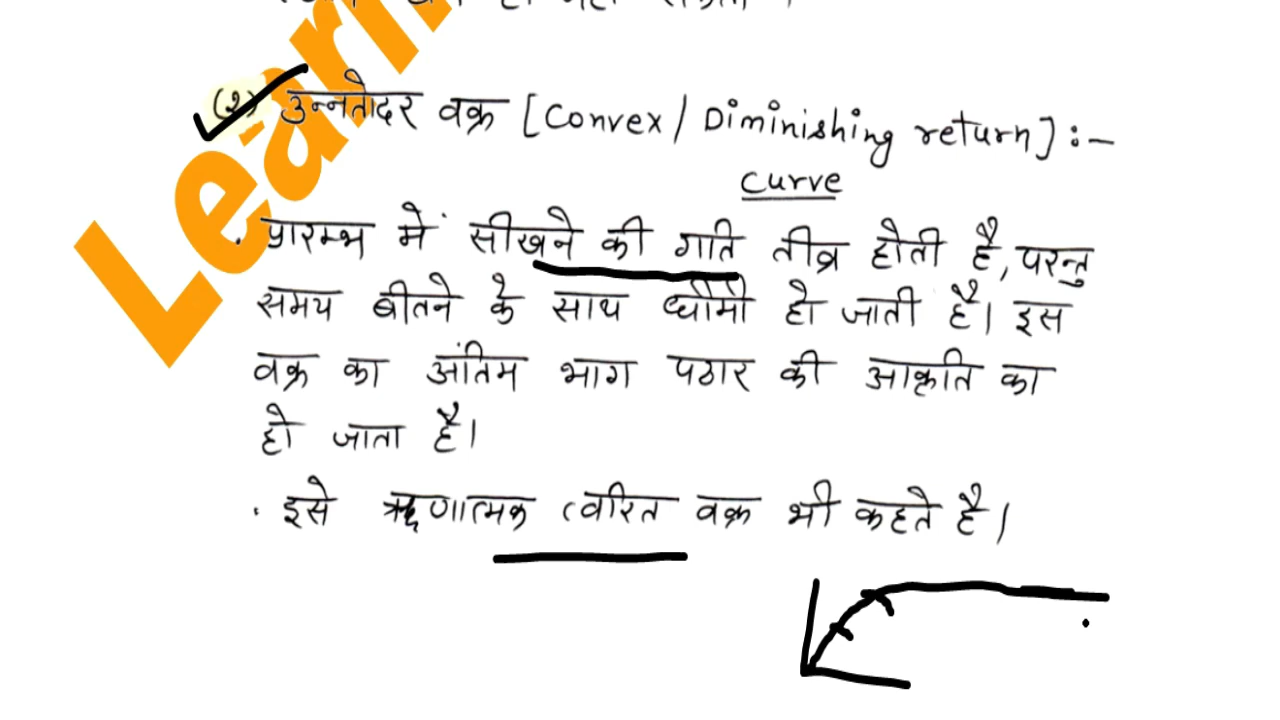 (2) उन्नतोदर वक्र [Convex / Diminishing return] :-
Curve
. प्रारम्भ में सीखने की गति तीव्र होती है, परन्तु
समय बीतने के साथ धीमी हो जाती है। इस
वक्र का अंतिम भाग पठार की आकृति का
हो जाता है।
. इसे ऋणात्मक त्वरित वक्र भी कहते है।
Learn